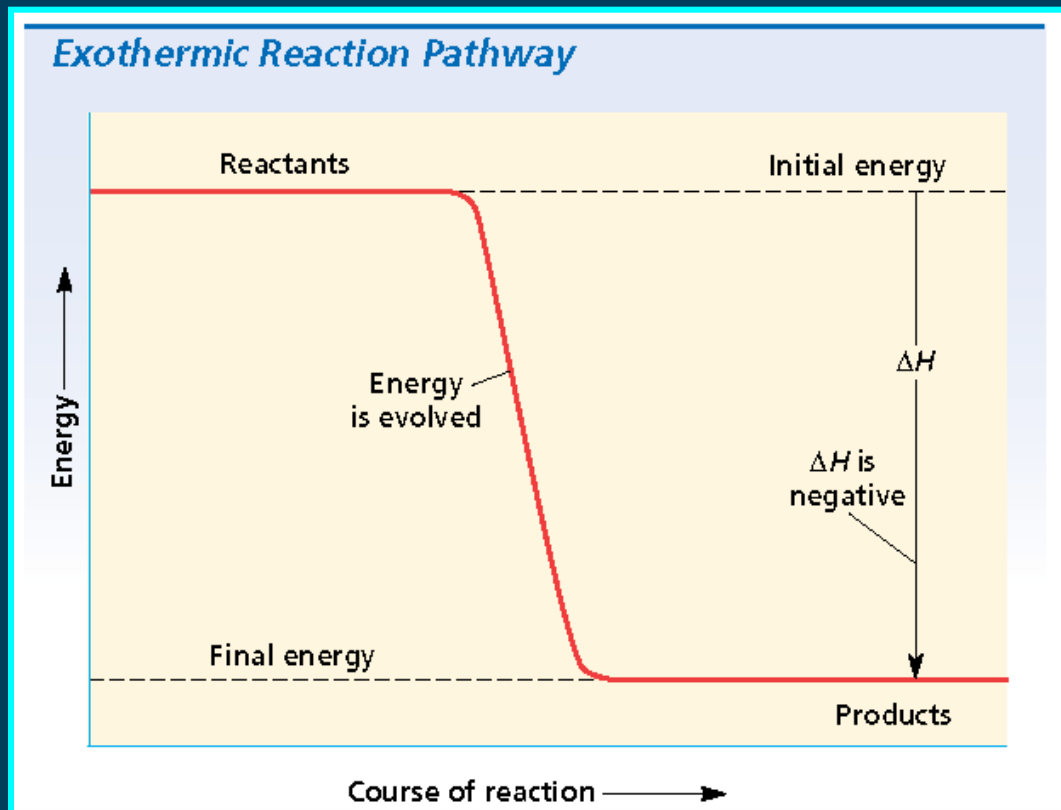 Exothermic Reaction Pathway
Reactants
Initial energy
Energy
is evolved
ΔH
ΔH is
negative
Energy
Final energy
Products
Course of reaction